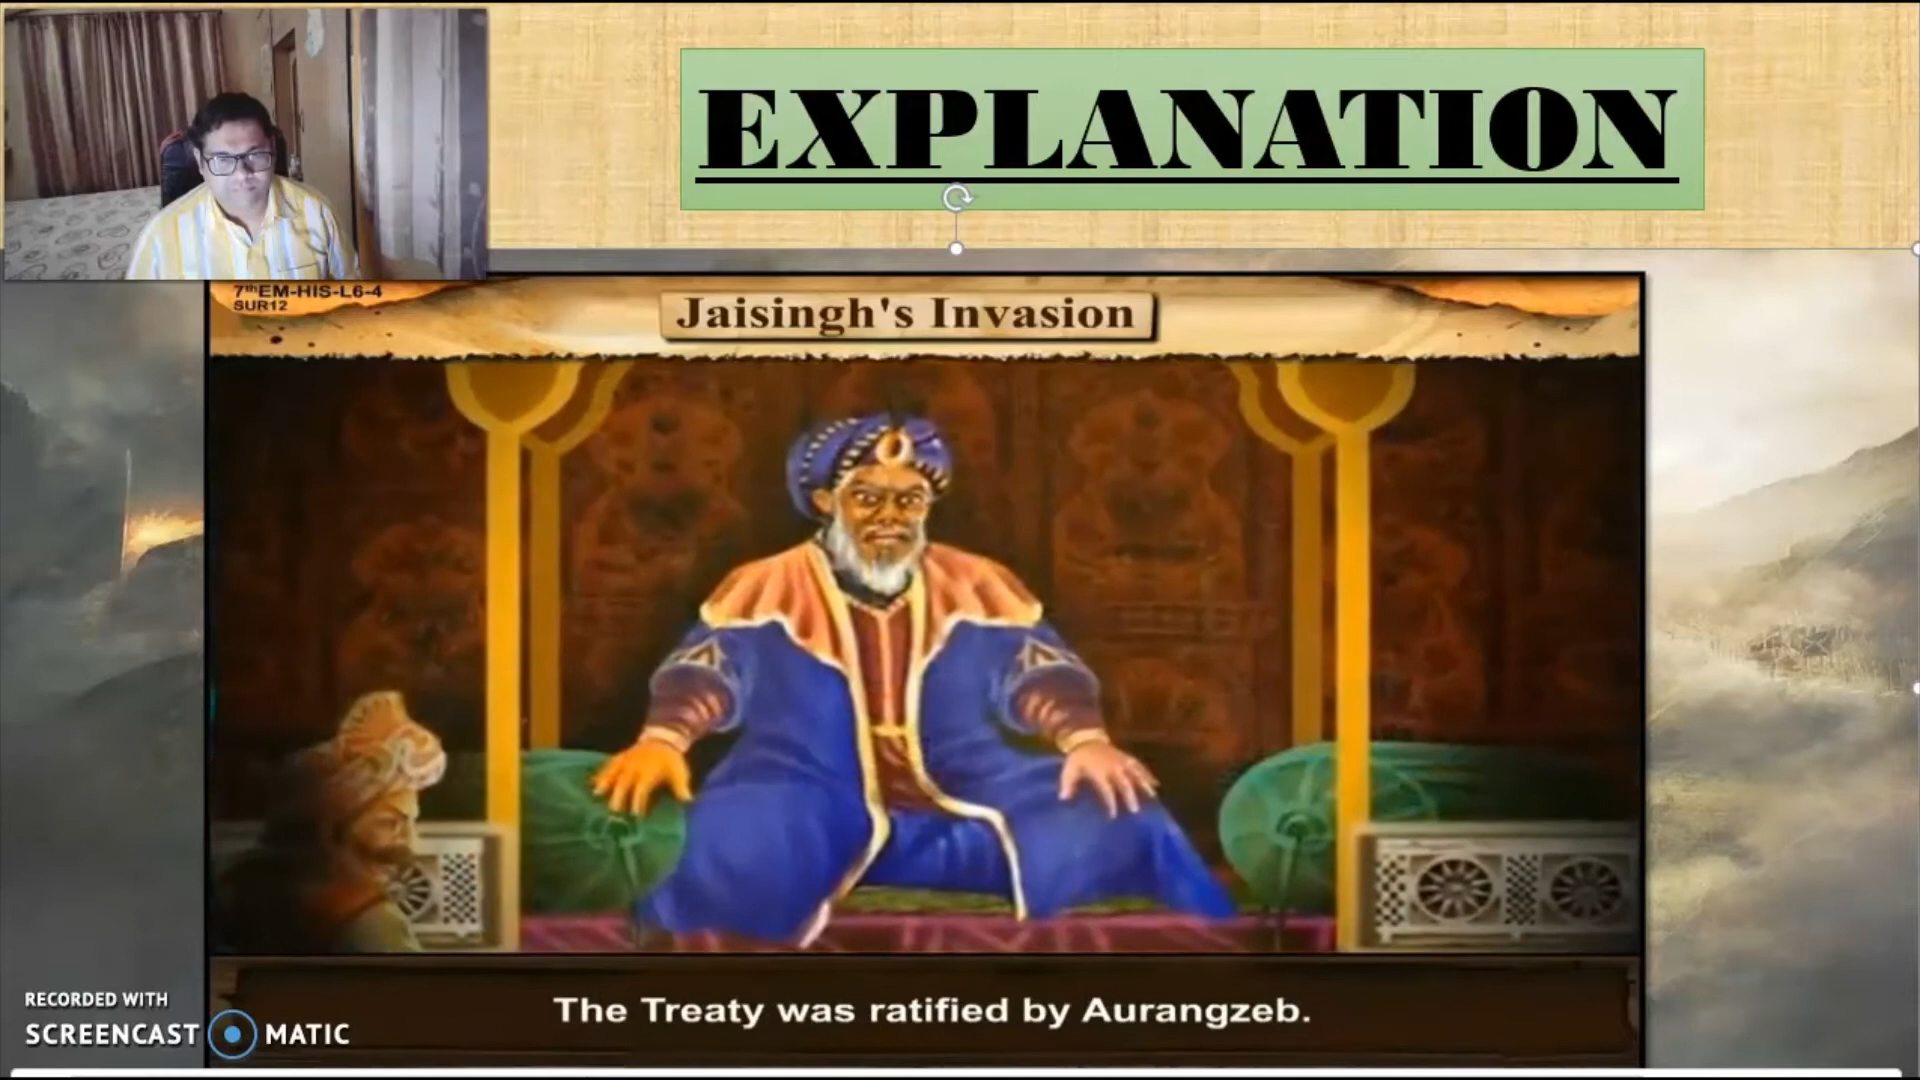 EXPLANATION
7thEM-HIS-L6-4
SUR12
Jaisingh's Invasion
The Treaty was ratified by Aurangzeb.
RECORDED WITH
SCREENCAST MATIC